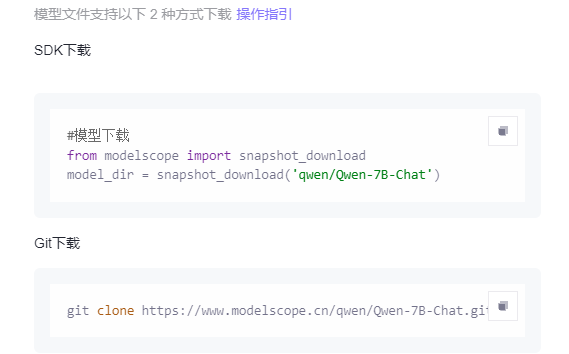 模型文件支持以下 2 种方式下载 操作指引
SDK下载
#模型下载
from modelscope import snapshot_download
model_dir = snapshot_download('qwen/Qwen-7B-Chat')
Git下载
git clone https://www.modelscope.cn/qwen/Qwen-7B-Chat.git